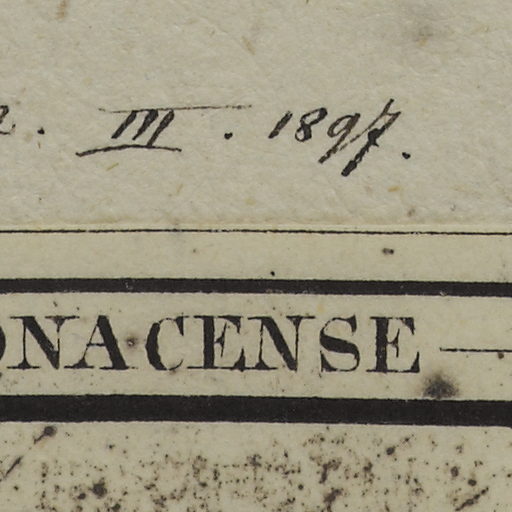 . III. 1897.
ONACENSE —